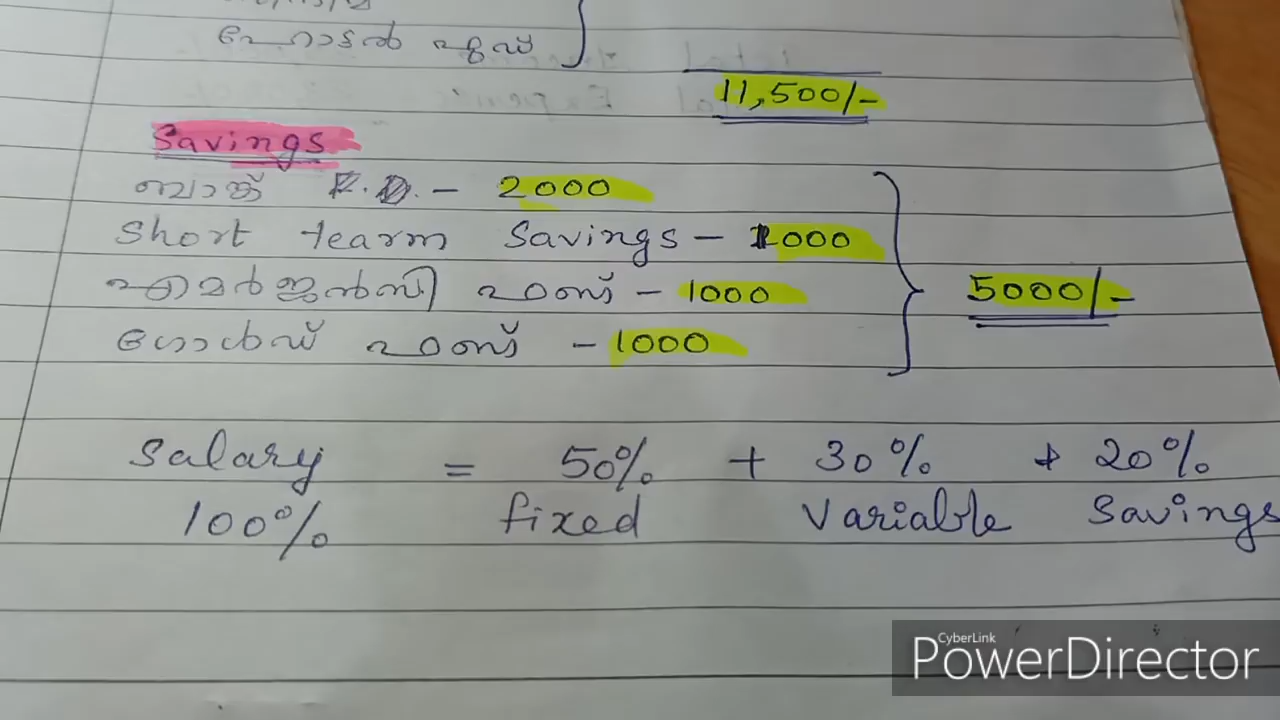 ഹോട്ടൽ ഫുഡ്
11,500/-
Savings
ബാങ്ക് F.D. - 2000
Short tearm Savings - 1000
എമർജൻസി ഫണ്ട് - 1000
ഗോൾഡ് ഫണ്ട് - 1000
5000/-
Salary = 50% + 30% + 20%
100% fixed Variable Savings
CyberLink
PowerDirector